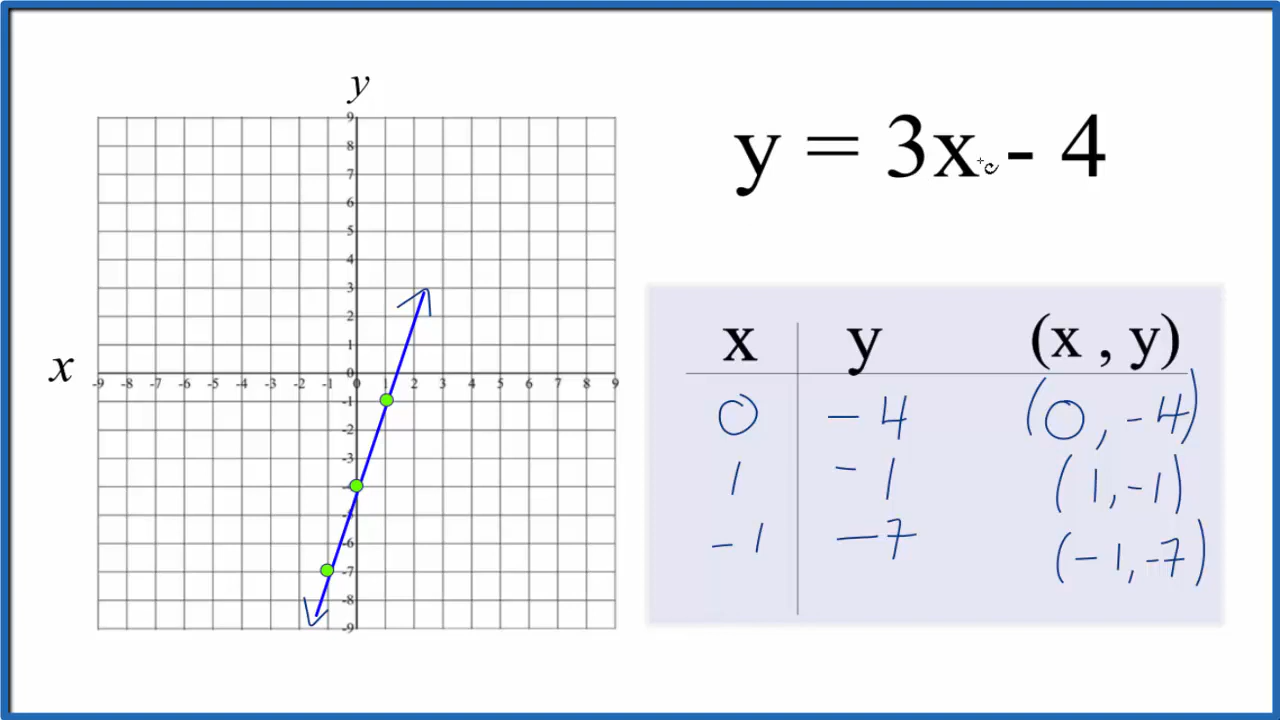 y
9
8
7
6
5
4
3
2
1
0
x
-9 -8 -7 -6 -5 -4 -3 -2 -1 0 1 2 3 4 5 6 7 8 9
-1
-2
-3
-6
-7
-8
-9
y = 3x - 4
x y (x , y)
0 -4 (0, -4)
1 -1 (1, -1)
-1 -7 (-1, -7)